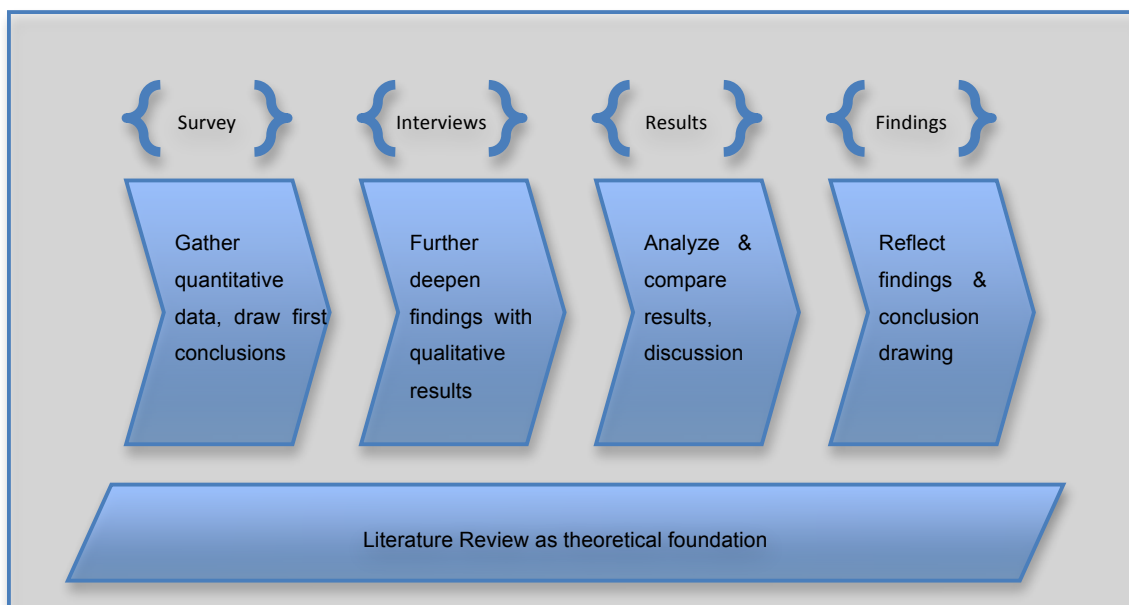 Survey
Interviews
Results
Findings
Gather
quantitative
data, draw first
conclusions
Further
deepen
findings with
qualitative
results
Analyze &
compare
results,
discussion
Reflect
findings &
conclusion
drawing
Literature Review as theoretical foundation